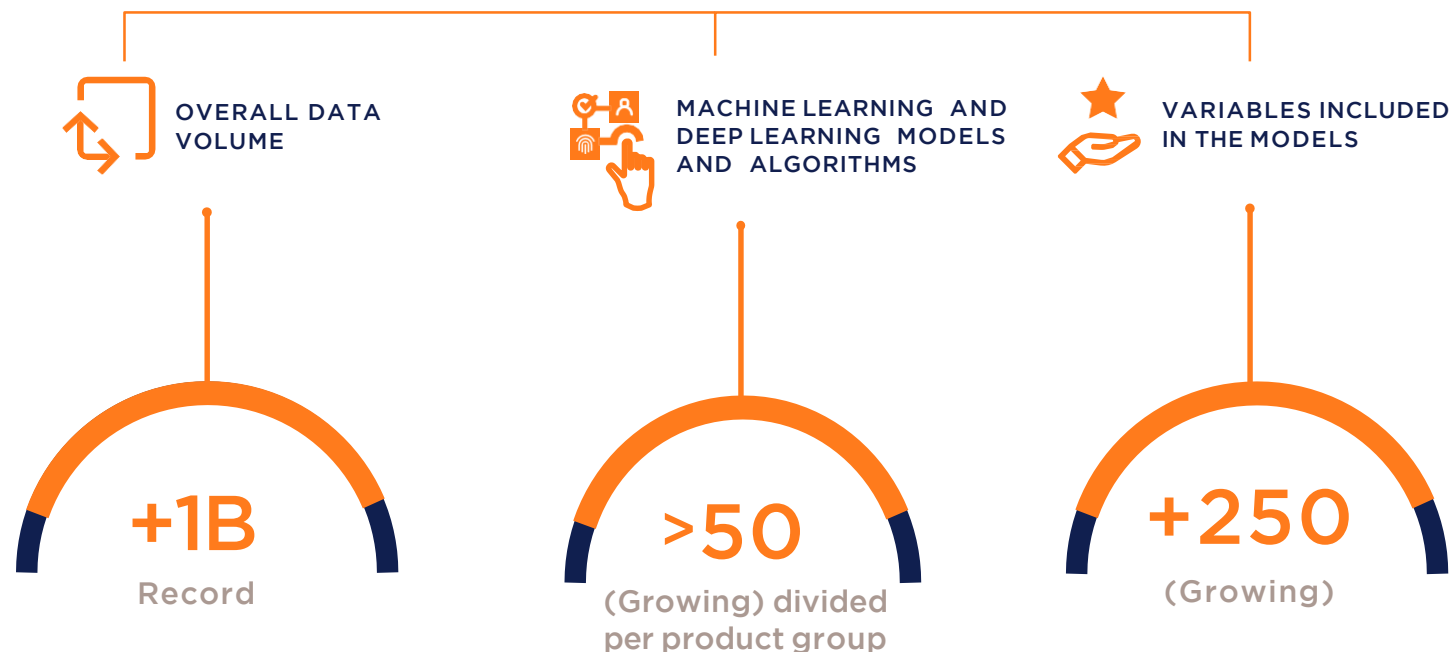 OVERALL DATA
VOLUME
MACHINE LEARNING AND
DEEP LEARNING MODELS
AND ALGORITHMS
VARIABLES INCLUDED
IN THE MODELS
+1B
Record
>50
(Growing) divided
per product group
+250
(Growing)